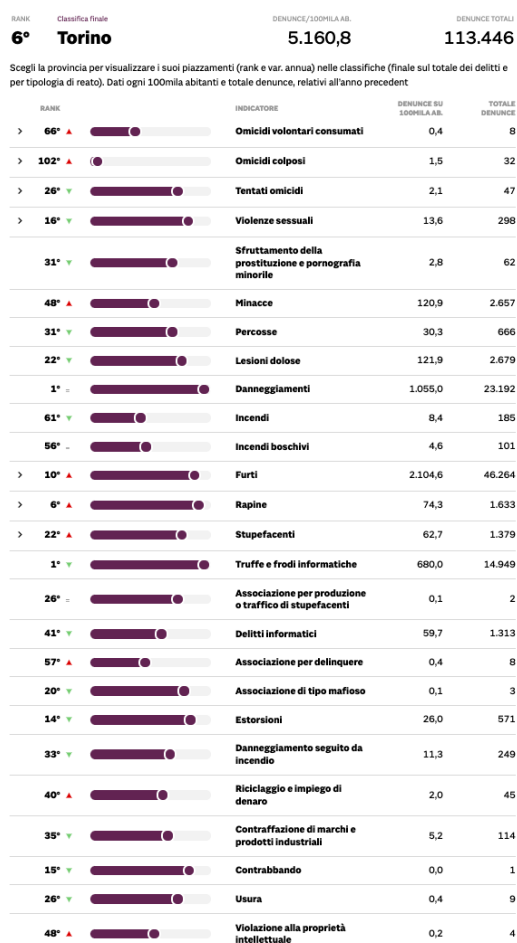 RANK Classifica finale DENUNCE/100MILA AB. DENUNCE TOTALI
6° Torino 5.160,8 113.446
Scegli la provincia per visualizzare i suoi piazzamenti (rank e var. annua) nelle classifiche (finale sul totale dei delitti e
per tipologia di reato). Dati ogni 100mila abitanti e totale denunce, relativi all'anno precedent
RANK INDICATORE DENUNCE SU TOTALE
100MILA AB. DENUNCE
66° ▲ Omicidi volontari consumati 0,4 8
102° ▲ Omicidi colposi 1,5 32
26° ▼ Tentati omicidi 2,1 47
16° ▼ Violenze sessuali 13,6 298
Sfruttamento della
31° ▼ prostituzione e pornografia 2,8 62
minorile
48° ▲ Minacce 120,9 2.657
31° ▼ Percosse 30,3 666
22° ▼ Lesioni dolose 121,9 2.679
1° = Danneggiamenti 1.055,0 23.192
61° ▼ Incendi 8,4 185
56° = Incendi boschivi 4,6 101
10° ▲ Furti 2.104,6 46.264
6° ▲ Rapine 74,3 1.633
22° ▲ Stupefacenti 62,7 1.379
1° ▼ Truffe e frodi informatiche 680,0 14.949
26° = Associazione per produzione 0,1 2
o traffico di stupefacenti
41° ▼ Delitti informatici 59,7 1.313
57° ▲ Associazione per delinquere 0,4 8
20° ▼ Associazione di tipo mafioso 0,1 3
14° ▼ Estorsioni 26,0 571
33° ▼ Danneggiamento seguito da 11,3 249
incendio
40° ▲ Riciclaggio e impiego di 2,0 45
denaro
35° ▼ Contraffazione di marchi e 5,2 114
prodotti industriali
15° ▼ Contrabbando 0,0 1
26° ▼ Usura 0,4 9
48° ▲ Violazione alla proprietà 0,2 4
intellettuale